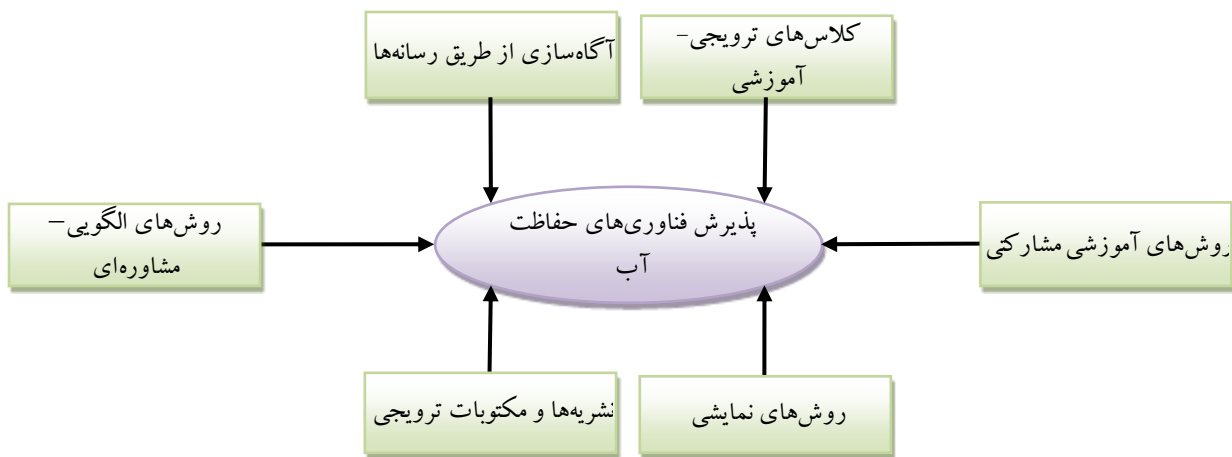 کلاس‌های ترویجی-
آموزشی
آگاه‌سازی از طریق رسانه‌ها
روش‌های آموزشی مشارکتی
پذیرش فناوری‌های حفاظت
آب
روش‌های الگویی–
مشاوره‌ای
روش‌های نمایشی
نشریه‌ها و مکتوبات ترویجی